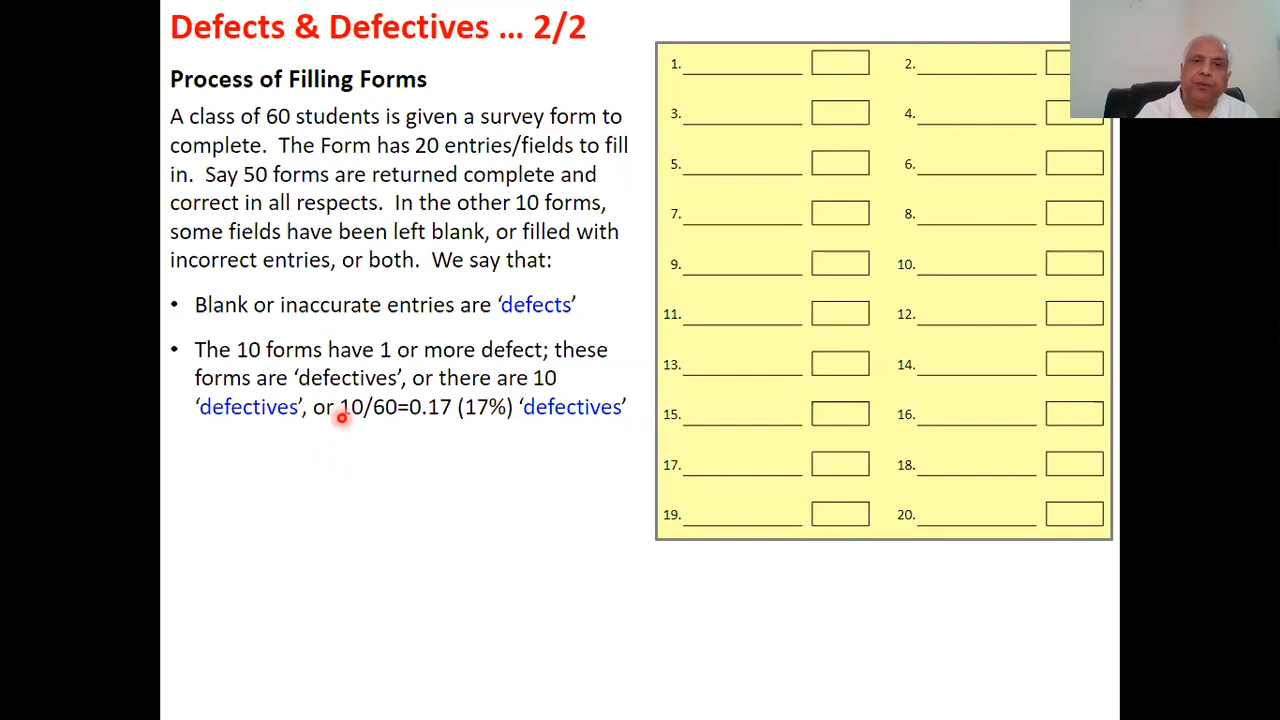 Defects & Defectives … 2/2
Process of Filling Forms
A class of 60 students is given a survey form to
complete.  The Form has 20 entries/fields to fill
in.  Say 50 forms are returned complete and
correct in all respects.  In the other 10 forms,
some fields have been left blank, or filled with
incorrect entries, or both.  We say that:
• Blank or inaccurate entries are ‘defects’
• The 10 forms have 1 or more defect; these
forms are ‘defectives’, or there are 10
‘defectives’, or 10/60=0.17 (17%) ‘defectives’
1. 2.
3. 4.
5. 6.
7. 8.
9. 10.
11. 12.
13. 14.
15. 16.
17. 18.
19. 20.